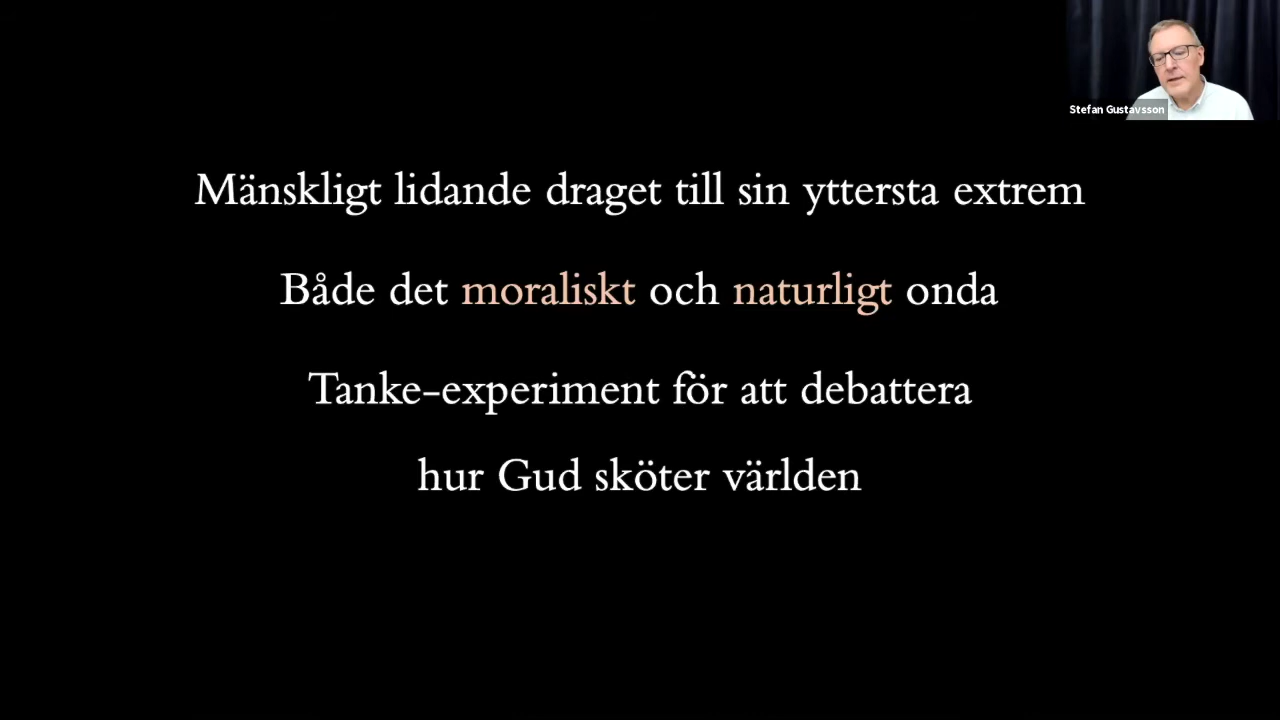 Stefan Gustavsson
Mänskligt lidande draget till sin yttersta extrem
Både det moraliskt och naturligt onda
Tanke-experiment för att debattera
hur Gud sköter världen